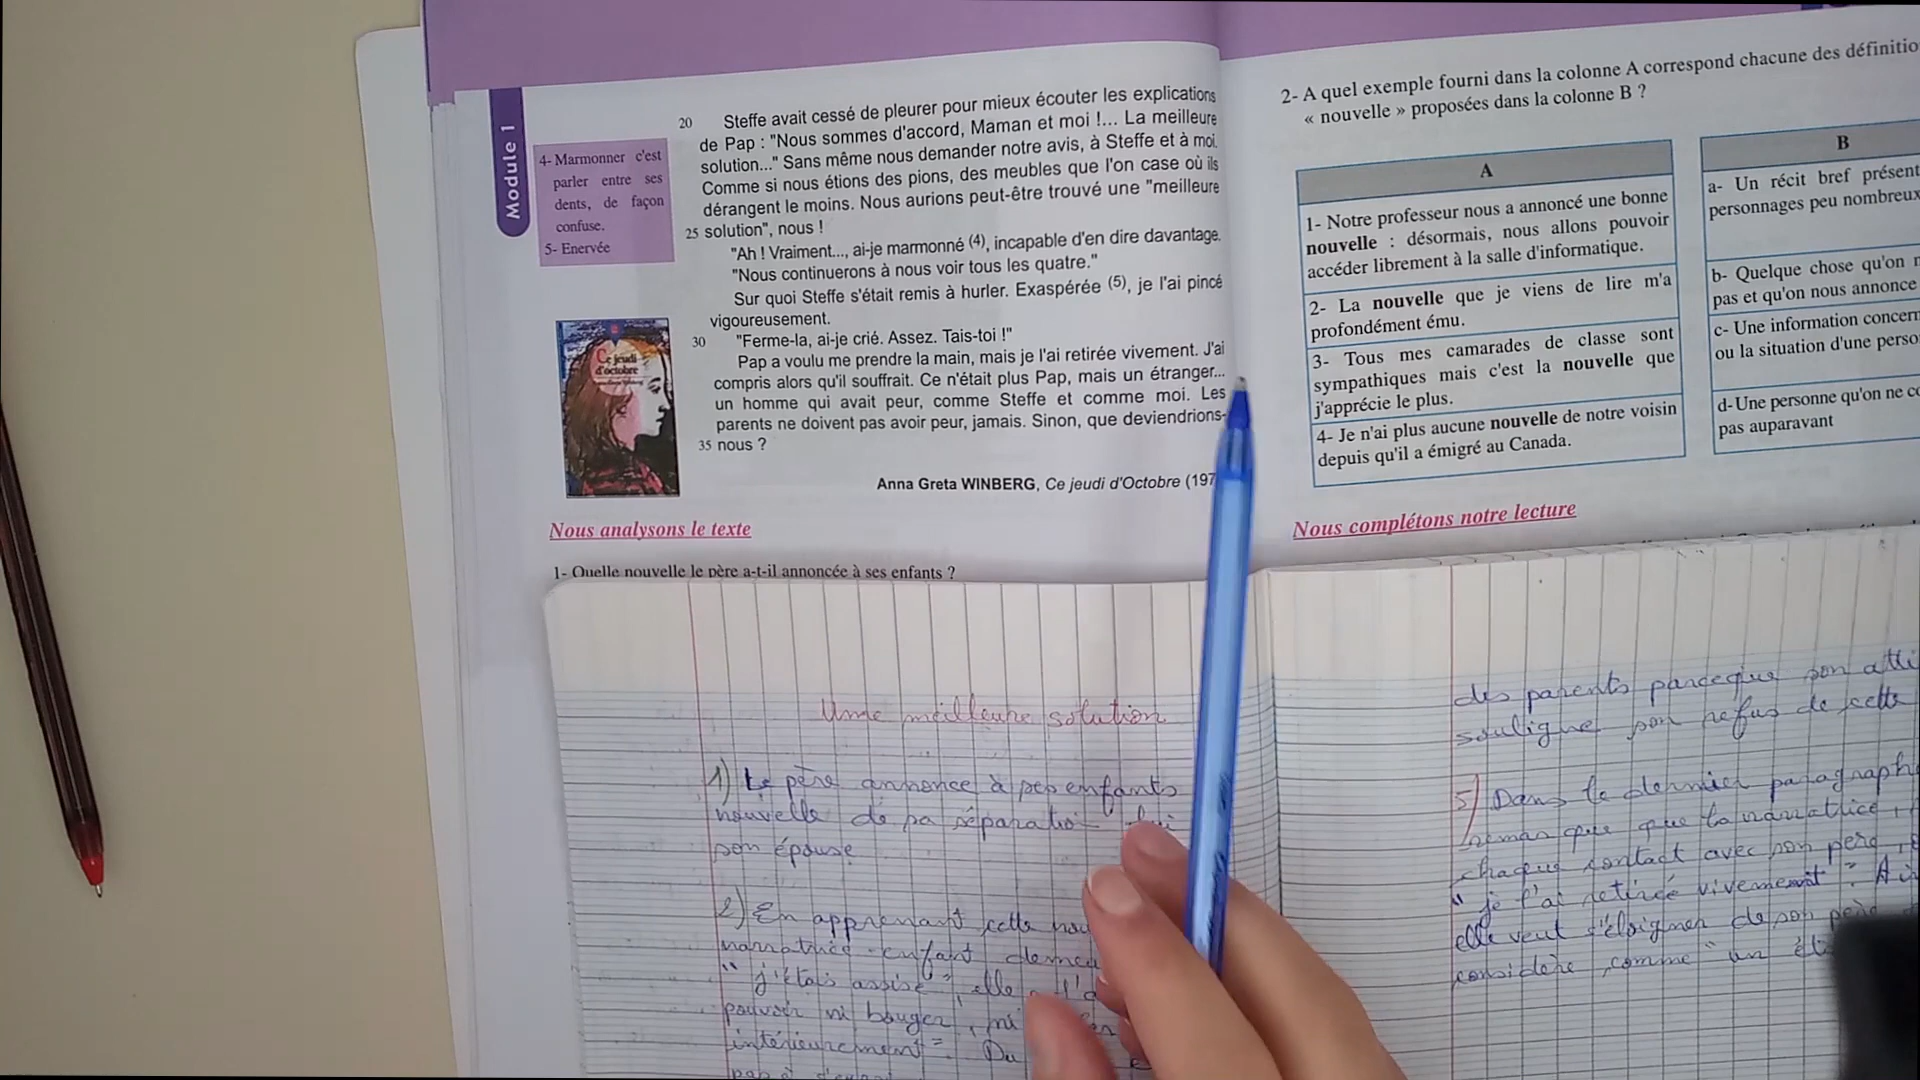 Module 1
4- Marmonner c'est
parler entre ses
dents, de façon
confuse.
5- Enervée
20 Steffe avait cessé de pleurer pour mieux écouter les explications
de Pap : "Nous sommes d'accord, Maman et moi !... La meilleure
solution..." Sans même nous demander notre avis, à Steffe et à moi.
Comme si nous étions des pions, des meubles que l'on case où ils
dérangent le moins. Nous aurions peut-être trouvé une "meilleure
25 solution", nous !
"Ah ! Vraiment..., ai-je marmonné (4), incapable d'en dire davantage.
"Nous continuerons à nous voir tous les quatre."
Sur quoi Steffe s'était remis à hurler. Exaspérée (5), je l'ai pincé
vigoureusement.
30 "Ferme-la, ai-je crié. Assez. Tais-toi !"
Pap a voulu me prendre la main, mais je l'ai retirée vivement. J'ai
compris alors qu'il souffrait. Ce n'était plus Pap, mais un étranger...
un homme qui avait peur, comme Steffe et comme moi. Les
parents ne doivent pas avoir peur, jamais. Sinon, que deviendrions-
35 nous ?
Anna Greta WINBERG, Ce jeudi d'Octobre (197
Ce jeudi
d'octobre
Nous analysons le texte
1- Quelle nouvelle le père a-t-il annoncée à ses enfants ?
2- A quel exemple fourni dans la colonne A correspond chacune des définitio
« nouvelle » proposées dans la colonne B ?
A
1- Notre professeur nous a annoncé une bonne
nouvelle : désormais, nous allons pouvoir
accéder librement à la salle d'informatique.
2- La nouvelle que je viens de lire m'a
profondément ému.
3- Tous mes camarades de classe sont
sympathiques mais c'est la nouvelle que
j'apprécie le plus.
4- Je n'ai plus aucune nouvelle de notre voisin
depuis qu'il a émigré au Canada.
B
a- Un récit bref présent
personnages peu nombreux
b- Quelque chose qu'on
pas et qu'on nous annonce
c- Une information concern
ou la situation d'une perso
d- Une personne qu'on ne c
pas auparavant
Nous complétons notre lecture
Une meilleure solution
1) Le père annonce à ses enfants
nouvelle de sa séparatio
son épouse
2) En apprenant cette nou
narratrice-enfant demeu
"j'étais assise", elle
pouvoir ni bouger, ni
intérieurement". Du
des parents parceque son atti
souligne son refus de cette
5) Dans le dernier paragraph
remarque que la narratrice,
chaque contact avec son père
"je l'ai retirée vivement". Ai
elle veut s'éloigner de son père
considère comme "un ét